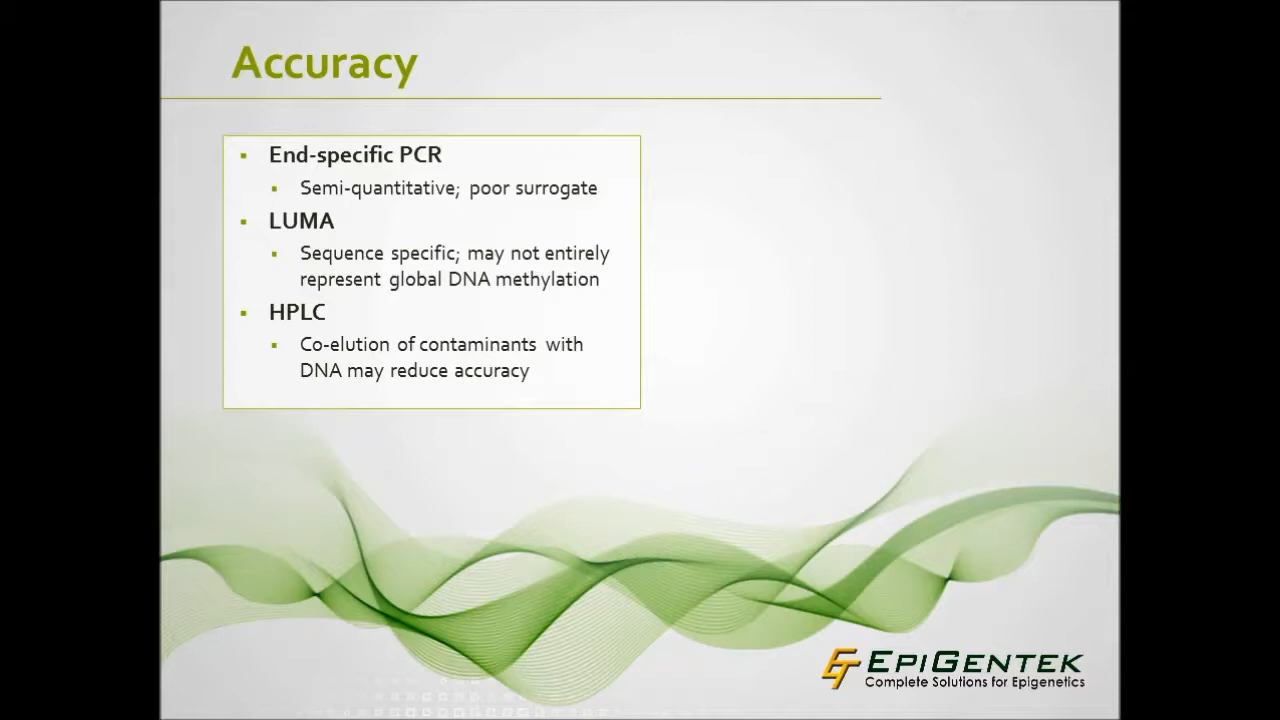 Accuracy
End-specific PCR
Semi-quantitative; poor surrogate
LUMA
Sequence specific; may not entirely
represent global DNA methylation
HPLC
Co-elution of contaminants with
DNA may reduce accuracy
EPIGENTEK
Complete Solutions for Epigenetics